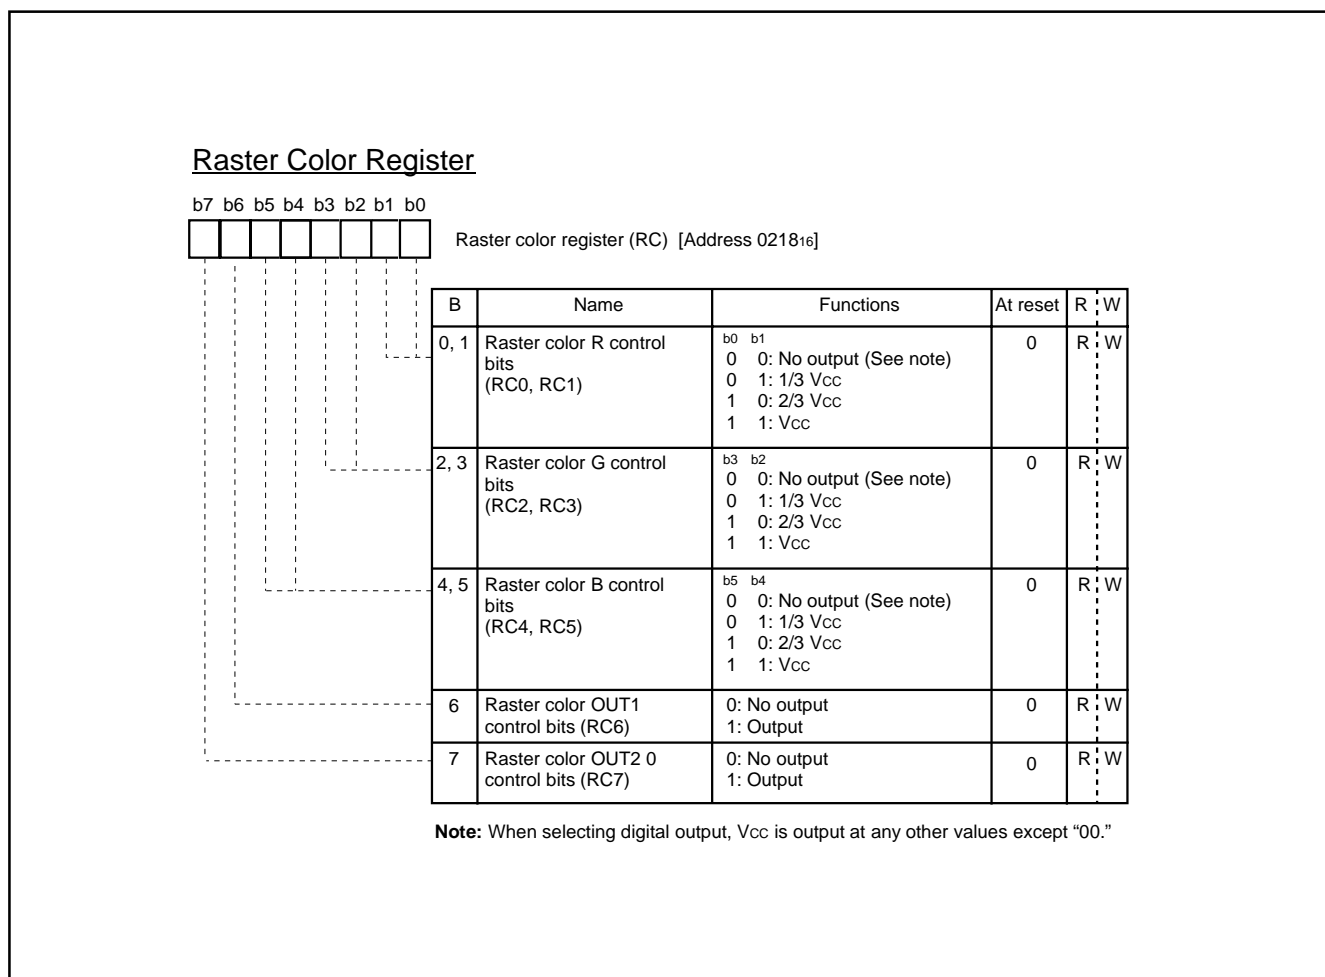 Raster Color Register
b7 b6 b5 b4 b3 b2 b1 b0
Raster color register (RC) [Address 021816]
B Name Functions At reset R W
0, 1 Raster color R control bits (RC0, RC1)
b0 b1
0 0: No output (See note)
0 1: 1/3 VCC
1 0: 2/3 VCC
1 1: VCC
0 R W
2, 3 Raster color G control bits (RC2, RC3)
b3 b2
0 0: No output (See note)
0 1: 1/3 VCC
1 0: 2/3 VCC
1 1: VCC
0 R W
4, 5 Raster color B control bits (RC4, RC5)
b5 b4
0 0: No output (See note)
0 1: 1/3 VCC
1 0: 2/3 VCC
1 1: VCC
0 R W
6 Raster color OUT1 control bits (RC6)
0: No output
1: Output
0 R W
7 Raster color OUT2 0 control bits (RC7)
0: No output
1: Output
0 R W
Note: When selecting digital output, VCC is output at any other values except “00.”